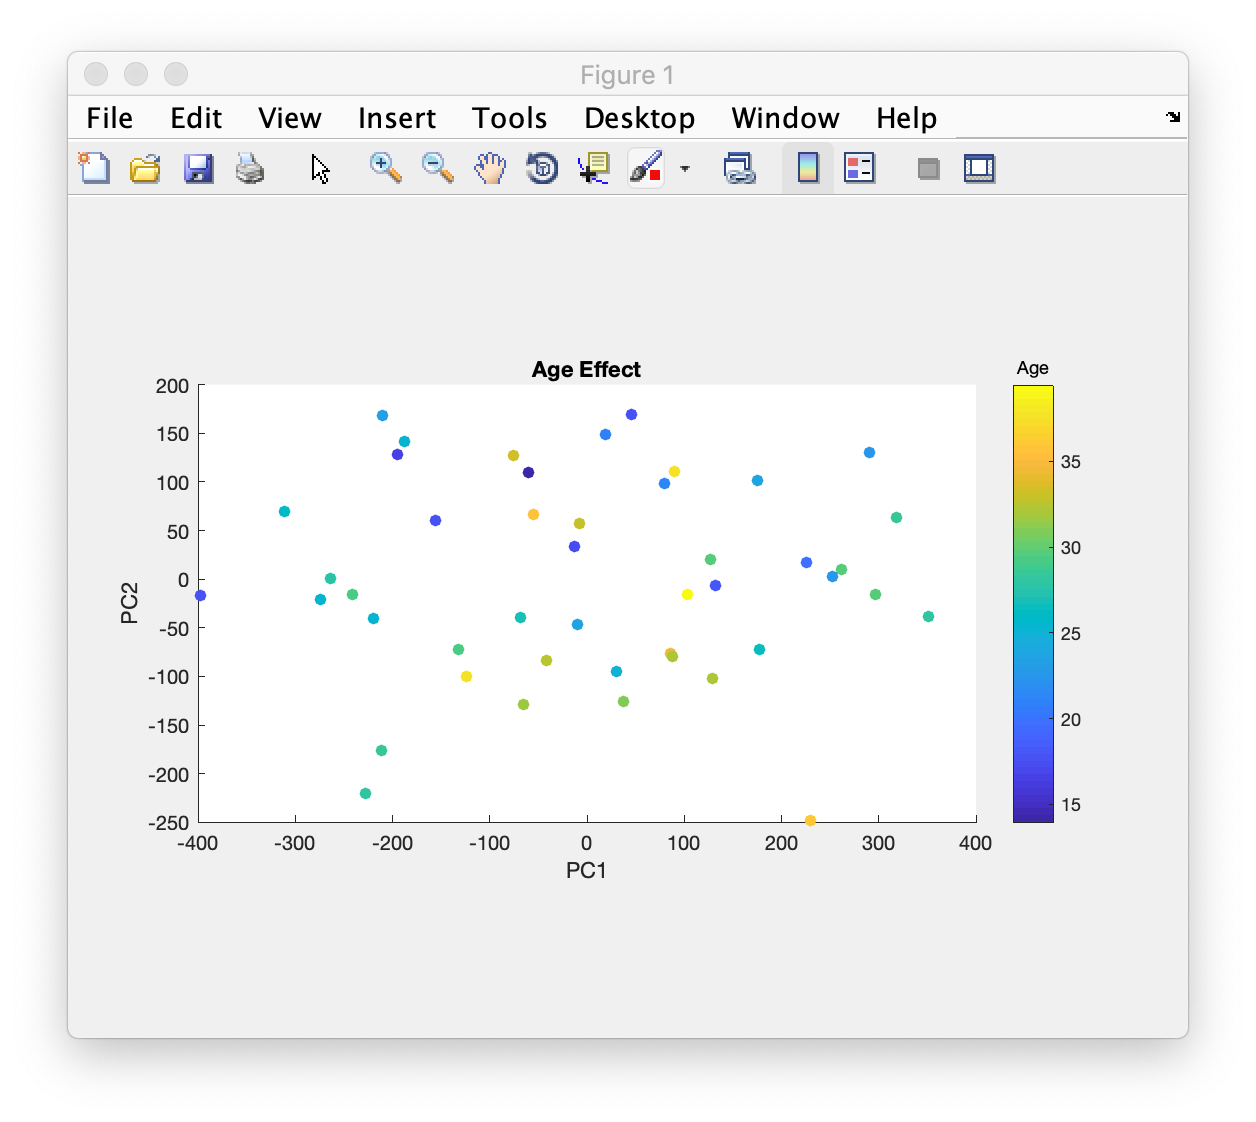 Figure 1
File Edit View Insert Tools Desktop Window Help
Age Effect
Age
200
150
100
50
0
-50
-100
-150
-200
-250
PC2
-400 -300 -200 -100 0 100 200 300 400
PC1
35
30
25
20
15